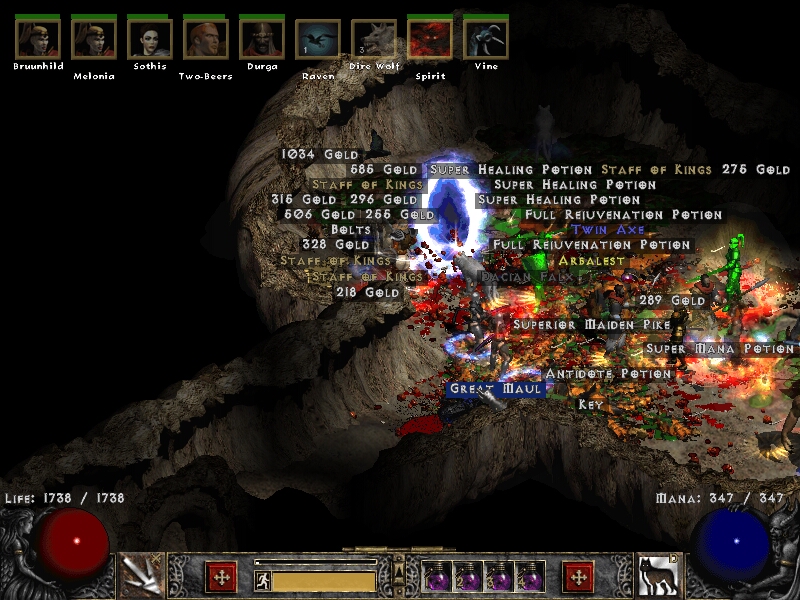 Bruunhild Melonia Sothis Two-Beers Durga Raven Dire Wolf Spirit Vine
1
3
1034 Gold
585 Gold Super Healing Potion Staff of Kings 275 Gold
Staff of Kings Super Healing Potion
315 Gold 296 Gold Super Healing Potion
506 Gold 255 Gold Full Rejuvenation Potion
Bolts Twin Axe
328 Gold Full Rejuvenation Potion
Staff of Kings Arbalest
Staff of Kings Dacian Falx
218 Gold
289 Gold
Superior Maiden Pike
Super Mana Potion
Antidote Potion
Great Maul
Key
Life: 1738 / 1738 Mana: 347 / 347